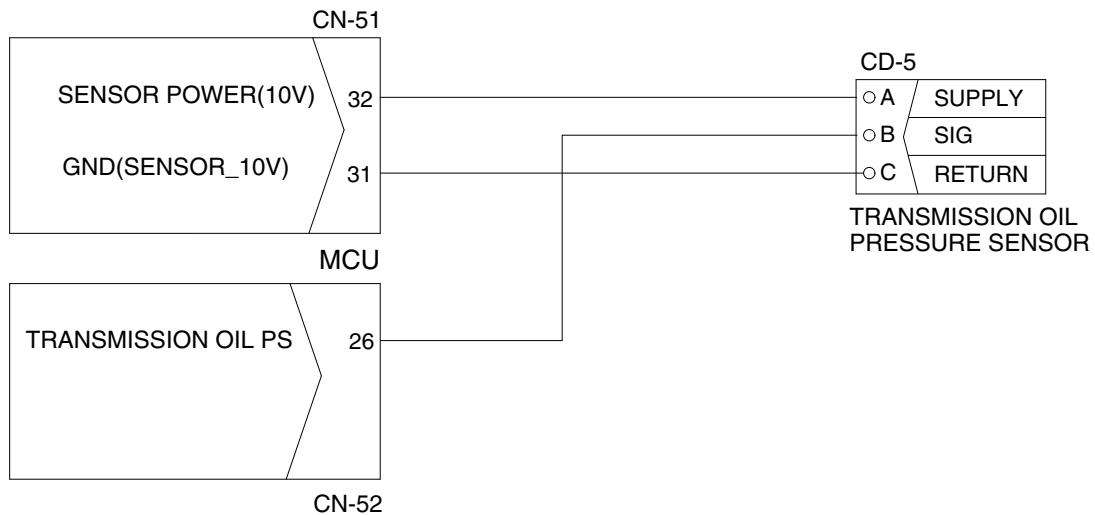 CN-51
SENSOR POWER(10V) 32
GND(SENSOR_10V) 31
MCU
TRANSMISSION OIL PS 26
CN-52
CD-5
A SUPPLY
B SIG
C RETURN
TRANSMISSION OIL
PRESSURE SENSOR